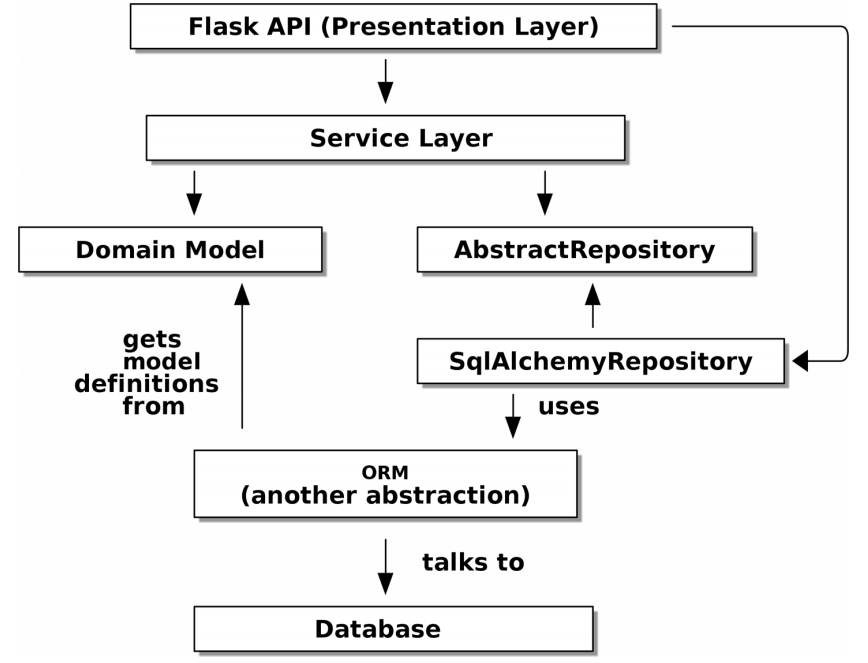 Flask API (Presentation Layer)
Service Layer
Domain Model
AbstractRepository
gets
model
definitions
from
SqlAlchemyRepository
uses
ORM
(another abstraction)
talks to
Database